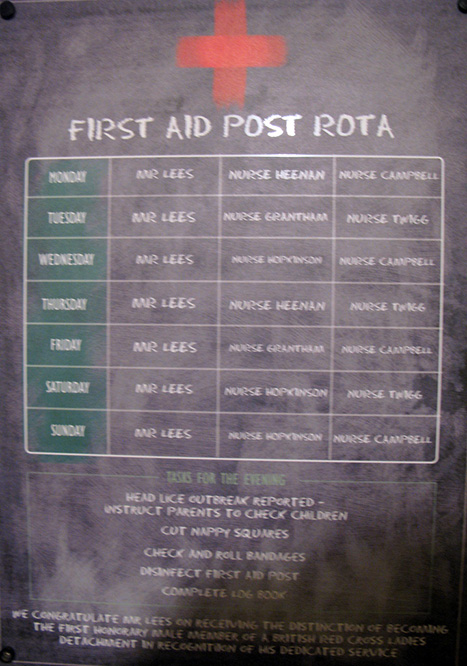 FIRST AID POST ROTA
MONDAY MR LEES NURSE HEENAN NURSE CAMPBELL
TUESDAY MR LEES NURSE GRANTHAM NURSE TWIGG
WEDNESDAY MR LEES NURSE HOPKINSON NURSE CAMPBELL
THURSDAY MR LEES NURSE HEENAN NURSE TWIGG
FRIDAY MR LEES NURSE GRANTHAM NURSE CAMPBELL
SATURDAY MR LEES NURSE HOPKINSON NURSE TWIGG
SUNDAY MR LEES NURSE HOPKINSON NURSE CAMPBELL
TASKS FOR THE EVENING
HEAD LICE OUTBREAK REPORTED -
INSTRUCT PARENTS TO CHECK CHILDREN
CUT NAPPY SQUARES
CHECK AND ROLL BANDAGES
DISINFECT FIRST AID POST
COMPLETE LOG BOOK
WE CONGRATULATE MR LEES ON RECEIVING THE DISTINCTION OF BECOMING
THE FIRST HONORARY MALE MEMBER OF A BRITISH RED CROSS LADIES
DETACHMENT IN RECOGNITION OF HIS DEDICATED SERVICE